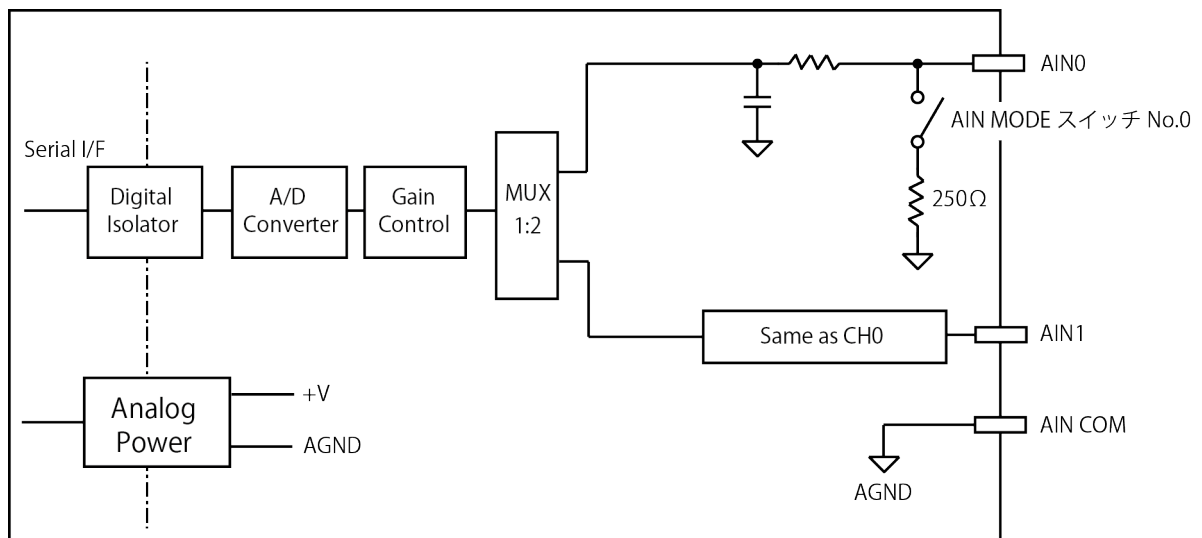 AIN0
AIN MODE スイッチ No.0
Serial I/F
Digital
Isolator
A/D
Converter
Gain
Control
MUX
1:2
250Ω
Same as CH0
AIN1
Analog
Power
+V
AGND
AIN COM
AGND